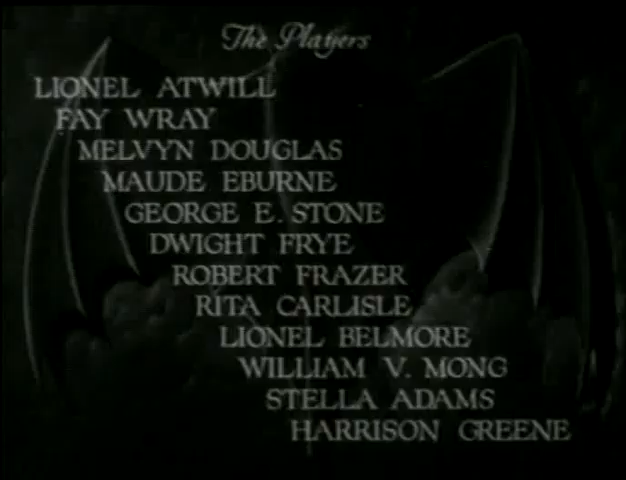 The Players
LIONEL ATWILL
FAY WRAY
MELVYN DOUGLAS
MAUDE EBURNE
GEORGE E. STONE
DWIGHT FRYE
ROBERT FRAZER
RITA CARLISLE
LIONEL BELMORE
WILLIAM V. MONG
STELLA ADAMS
HARRISON GREENE